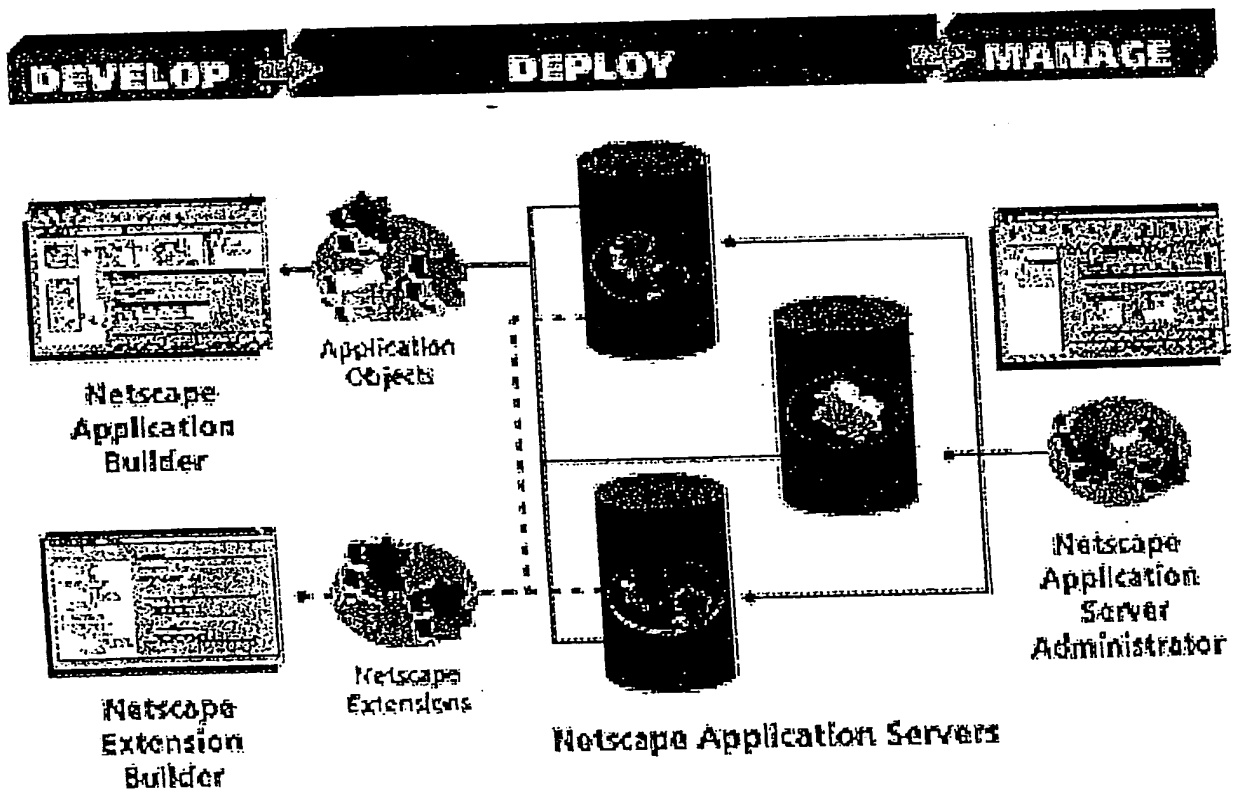 DEVELOP
DEPLOY
MANAGE
Application
Objects
Netscape
Application
Builder
Netscape
Application
Server
Administrator
Netscape
Extensions
Netscape
Extension
Builder
Netscape Application Servers